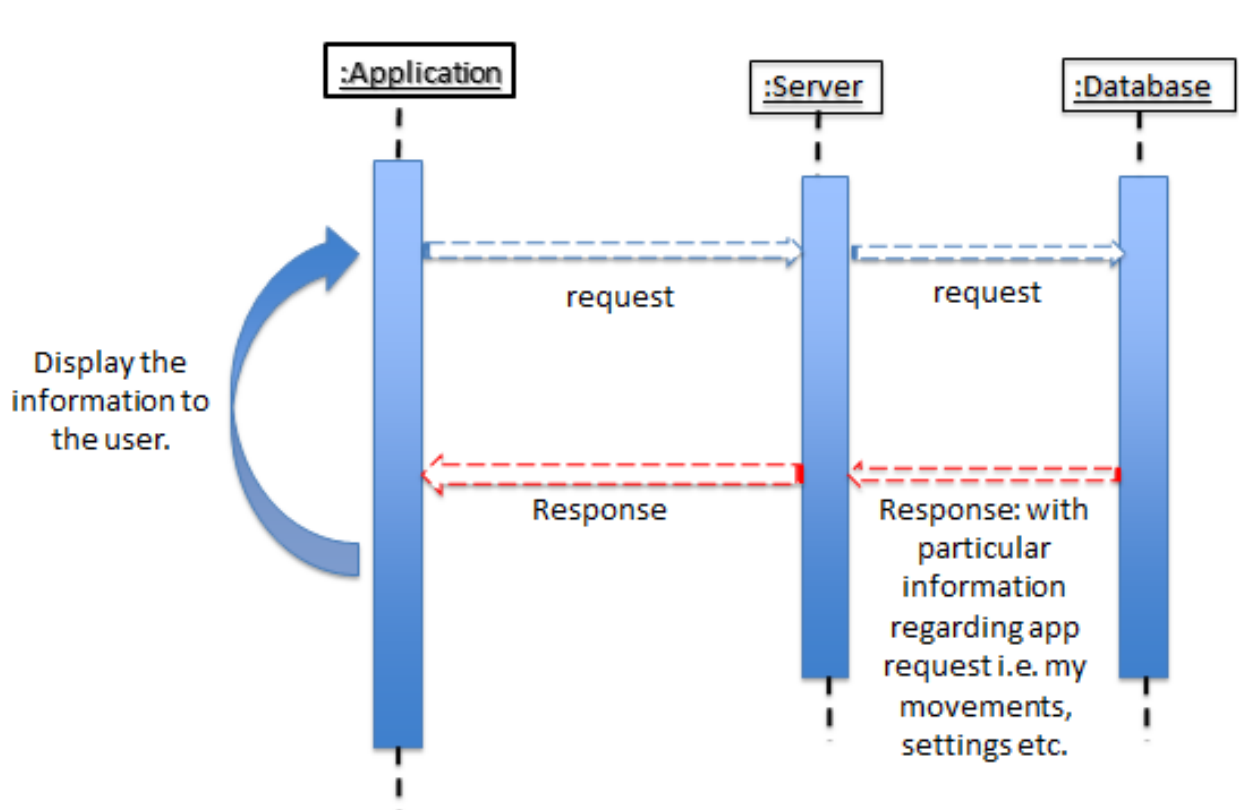 :Application
:Server
:Database
request
request
Display the
information to
the user.
Response
Response: with
particular
information
regarding app
request i.e. my
movements,
settings etc.